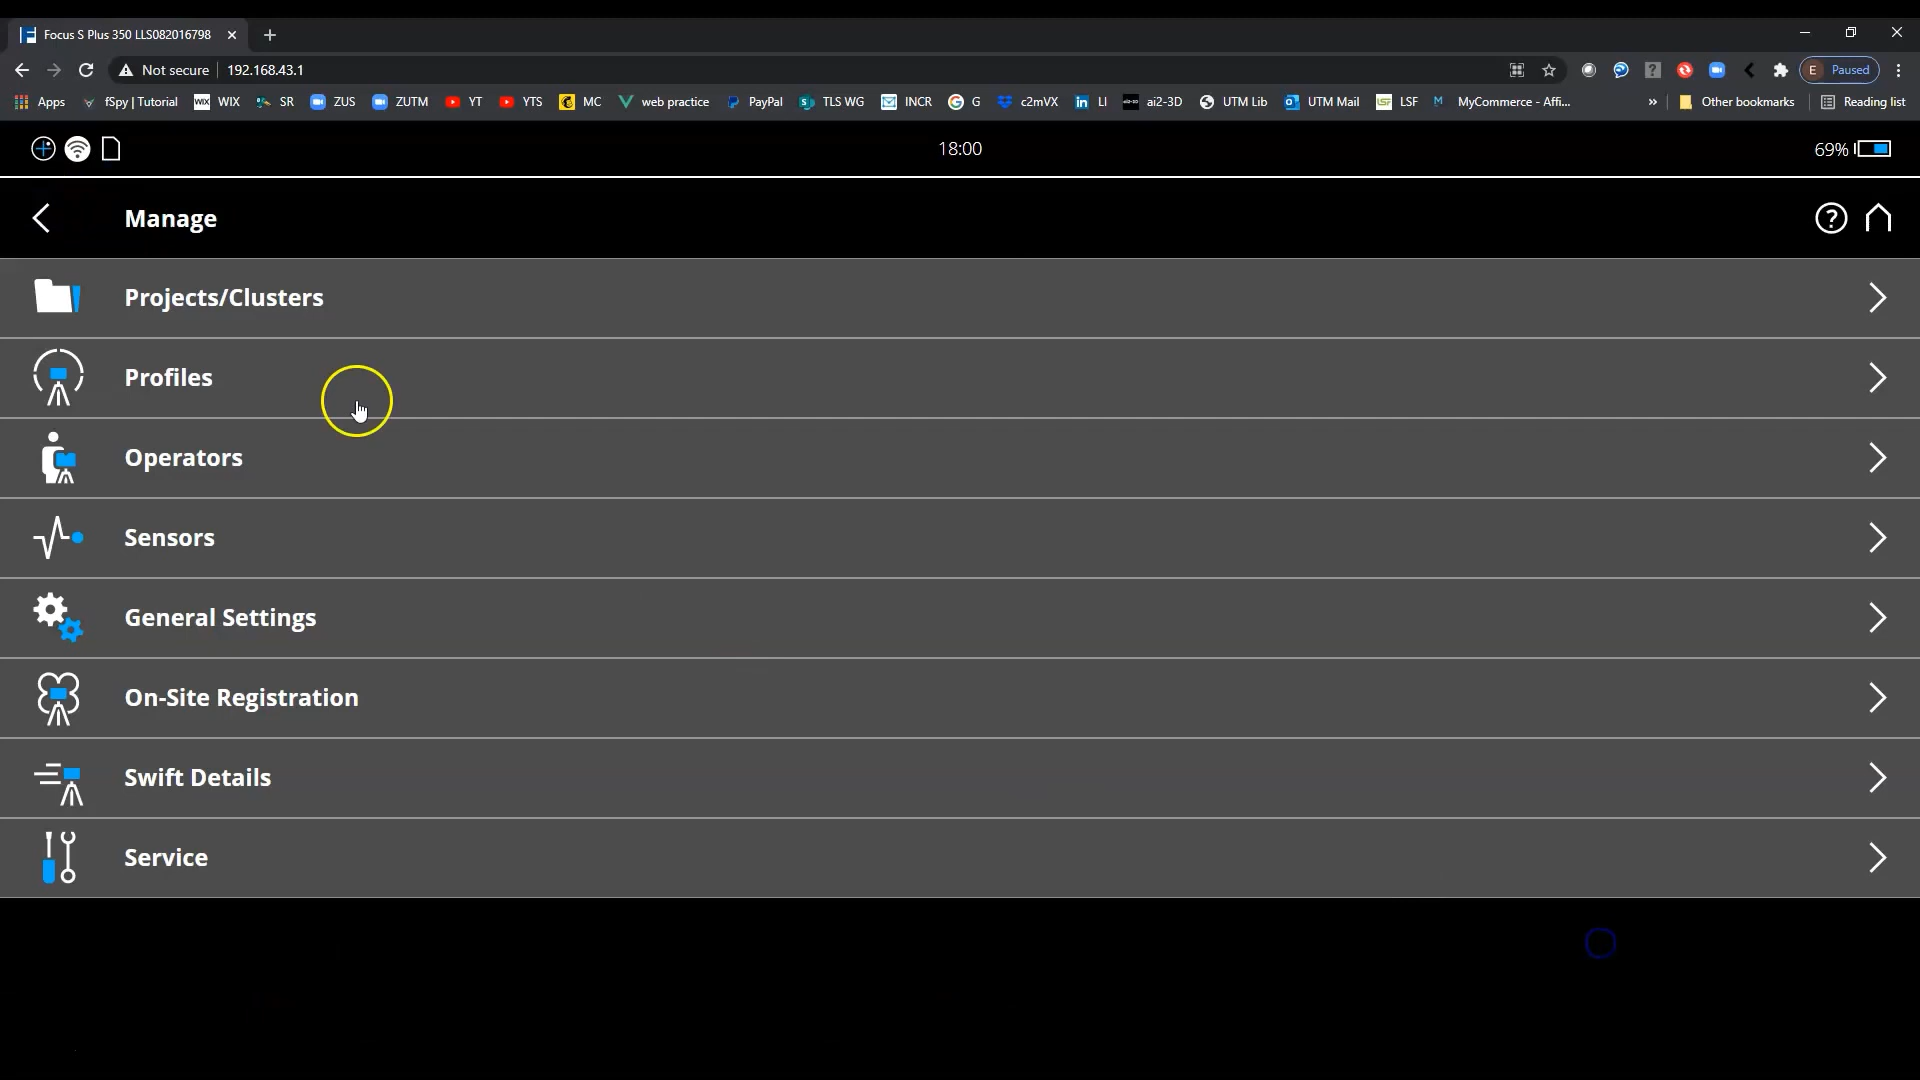 Focus S Plus 350 LLS082016798
Not secure 192.168.43.1 E Paused
Apps fSpy | Tutorial WIX WIX SR ZUS ZUTM YT YTS MC web practice PayPal TLS WG INCR G c2mVX LI ai2-3D UTM Lib UTM Mail LSF MyCommerce - Affi... » Other bookmarks Reading list
18:00 69%
Manage ?
Projects/Clusters
Profiles
Operators
Sensors
General Settings
On-Site Registration
Swift Details
Service